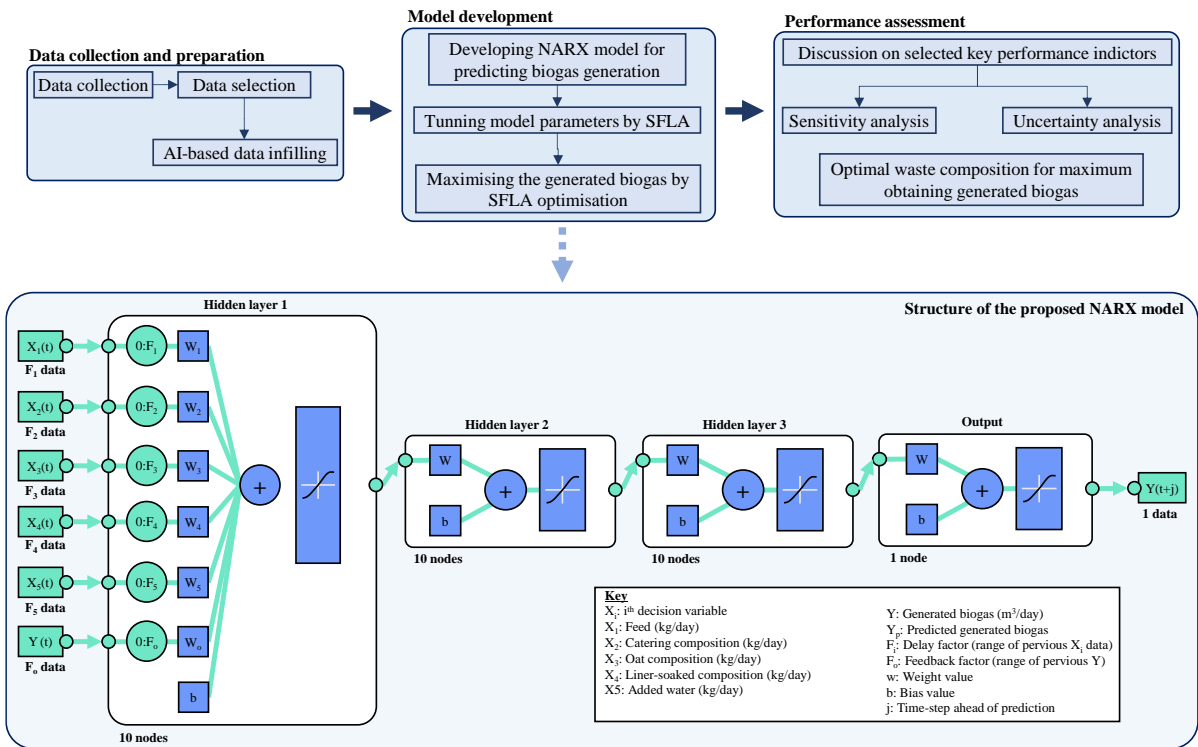 Data collection and preparation
Data collection
Data selection
AI-based data infilling
Model development
Developing NARX model for
predicting biogas generation
Tunning model parameters by SFLA
Maximising the generated biogas by
SFLA optimisation
Performance assessment
Discussion on selected key performance indictors
Sensitivity analysis
Uncertainty analysis
Optimal waste composition for maximum
obtaining generated biogas
Structure of the proposed NARX model
Hidden layer 1
X₁(t)
F₁ data
0:F₁
W₁
X₂(t)
F₂ data
0:F₂
W₂
X₃(t)
F₃ data
0:F₃
W₃
X₄(t)
F₄ data
0:F₄
W₄
X₅(t)
F₅ data
0:F₅
W₅
Y(t)
Fₒ data
0:Fₒ
Wₒ
b
+
10 nodes
Hidden layer 2
W
b
+
10 nodes
Hidden layer 3
W
b
+
10 nodes
Output
W
b
+
1 node
Y(t+j)
1 data
Key
Xᵢ: iᵗʰ decision variable
X₁: Feed (kg/day)
X₂: Catering composition (kg/day)
X₃: Oat composition (kg/day)
X₄: Liner-soaked composition (kg/day)
X5: Added water (kg/day)
Y: Generated biogas (m³/day)
Yₚ: Predicted generated biogas
Fᵢ: Delay factor (range of pervious Xᵢ data)
Fₒ: Feedback factor (range of pervious Y)
w: Weight value
b: Bias value
j: Time-step ahead of prediction